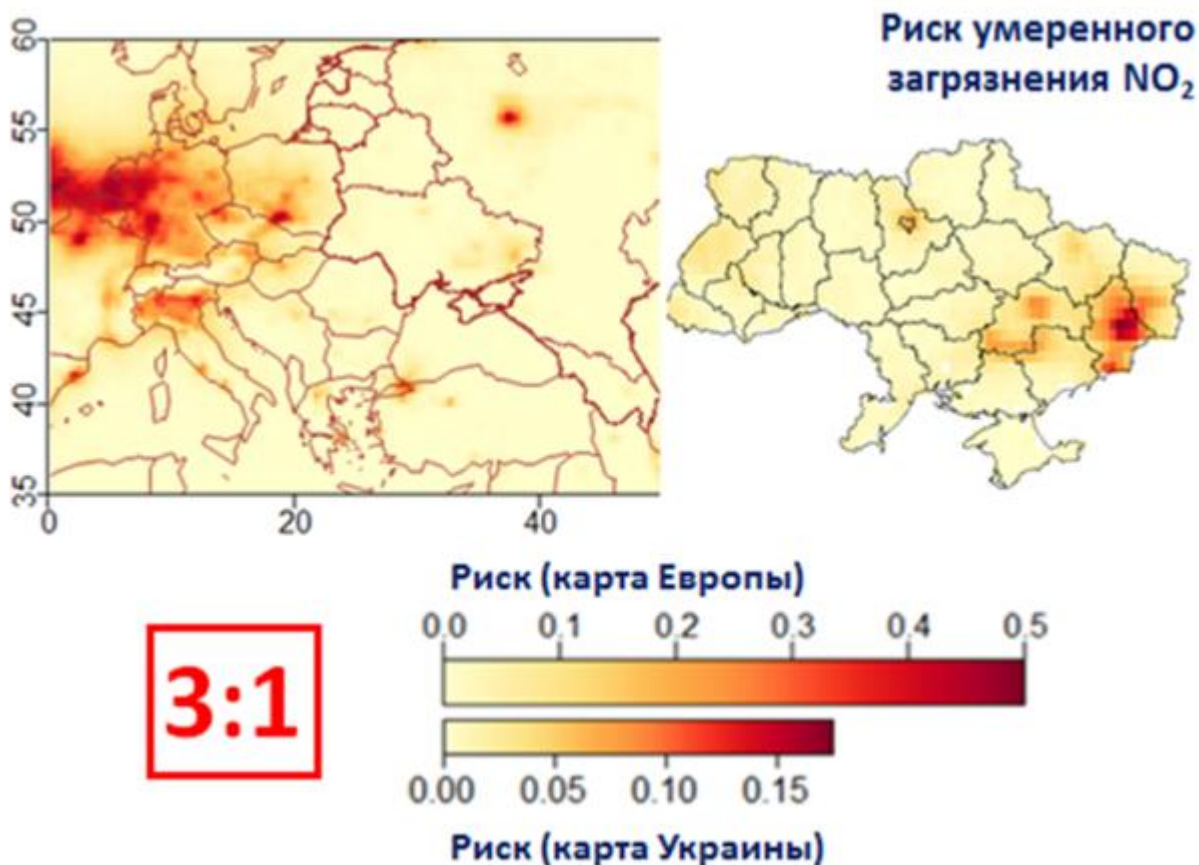 Риск умеренного
загрязнения NO₂
60
55
50
45
40
35
0 20 40
Риск (карта Европы)
0.0 0.1 0.2 0.3 0.4 0.5
3:1
0.00 0.05 0.10 0.15
Риск (карта Украины)